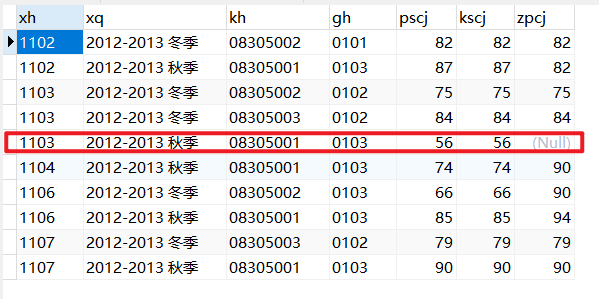 xh xq kh gh pscj kscj zpcj
1102 2012-2013 冬季 08305002 0101 82 82 82
1102 2012-2013 秋季 08305001 0103 87 87 82
1103 2012-2013 冬季 08305002 0102 75 75 75
1103 2012-2013 冬季 08305003 0102 84 84 84
1103 2012-2013 秋季 08305001 0103 56 56 (Null)
1104 2012-2013 秋季 08305001 0103 74 74 90
1106 2012-2013 冬季 08305002 0103 66 66 90
1106 2012-2013 秋季 08305001 0103 85 85 94
1107 2012-2013 冬季 08305003 0102 79 79 79
1107 2012-2013 秋季 08305001 0103 90 90 90